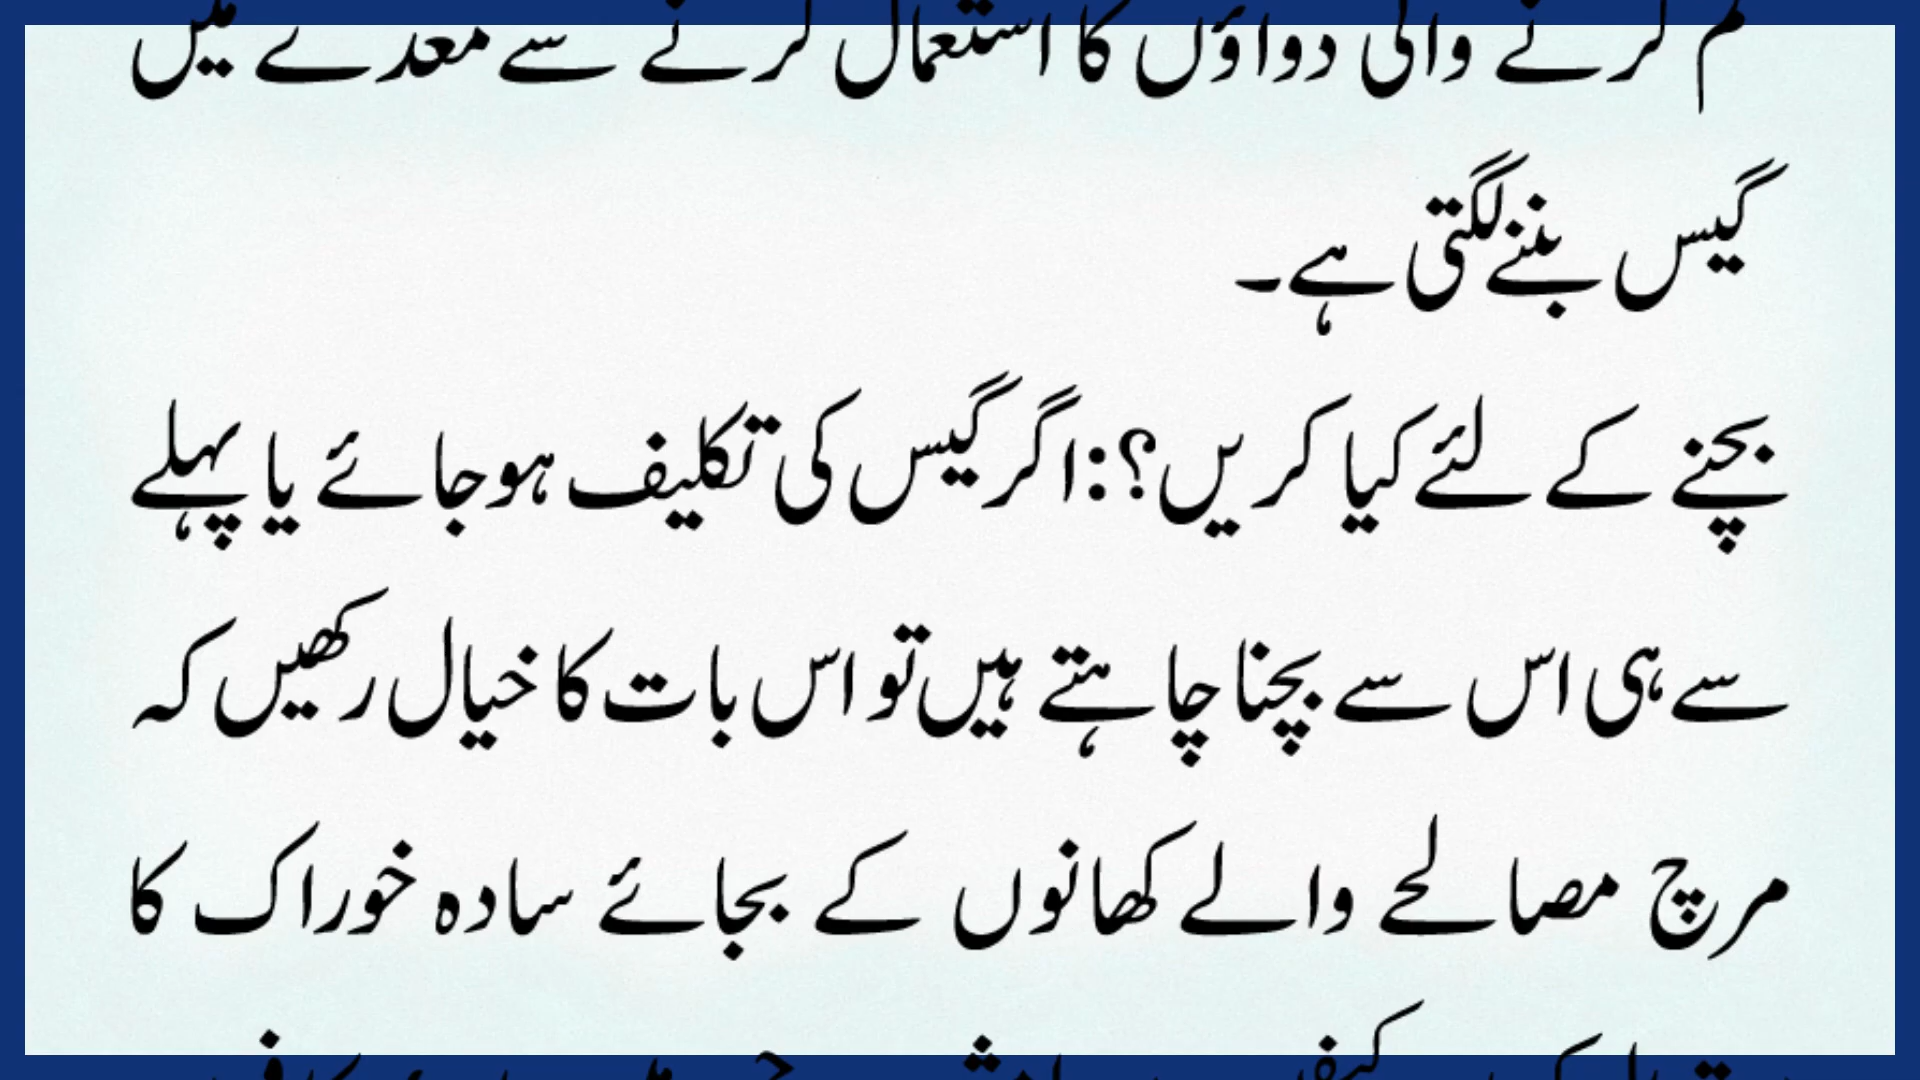 کرنے والی دواؤں کا استعمال کرنے سے معدے میں
گیس بننے لگتی ہے۔
بچنے کے لئے کیا کریں؟: اگر گیس کی تکلیف ہوجائے یا پہلے
سے ہی اس سے بچنا چاہتے ہیں تو اس بات کا خیال رکھیں کہ
مرچ مصالحے والے کھانوں کے بجائے سادہ خوراک کا